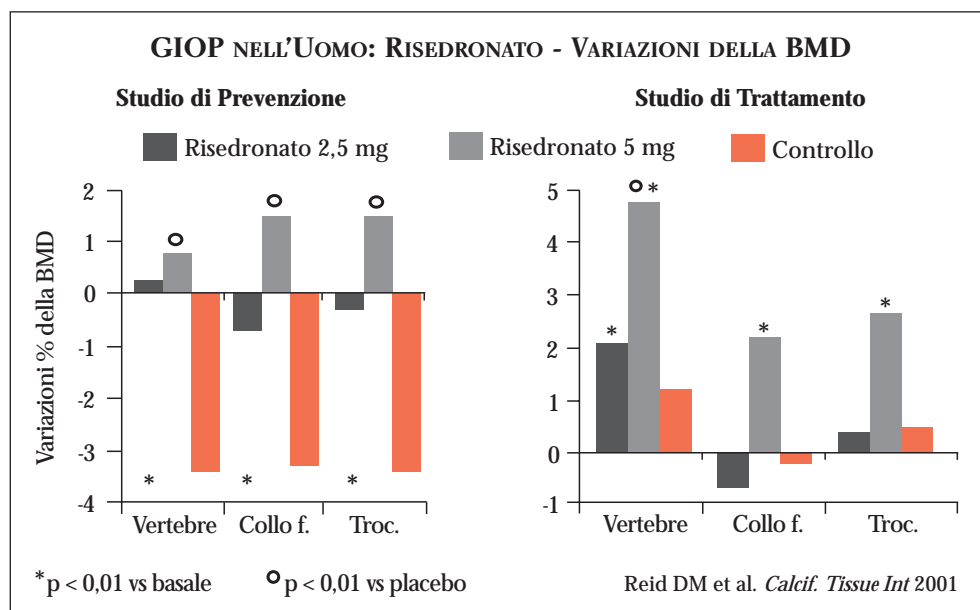 GIOP NELL'UOMO: RISEDRONATO - VARIAZIONI DELLA BMD
Studio di Prevenzione
Studio di Trattamento
Risedronato 2,5 mg
Risedronato 5 mg
Controllo
Variazioni % della BMD
2
1
0
-1
-2
-3
-4
*
*
*
Vertebre
Collo f.
Troc.
5
4
3
2
1
0
-1
*
*
*
*
Vertebre
Collo f.
Troc.
*p < 0,01 vs basale
p < 0,01 vs placebo
Reid DM et al. Calcif. Tissue Int 2001